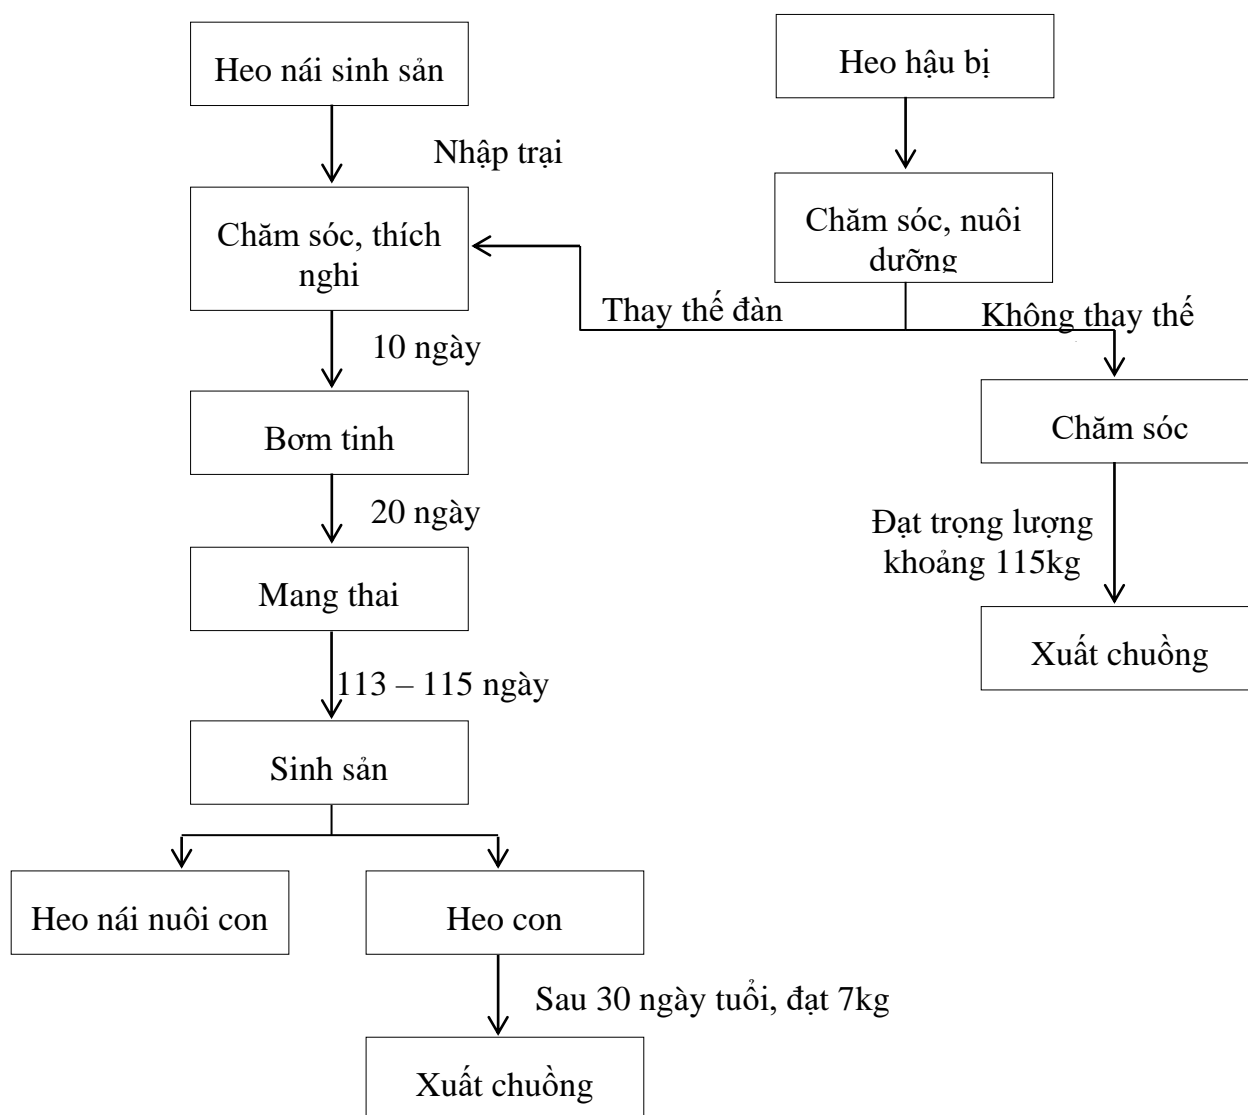 Heo nái sinh sản
Heo hậu bị
Nhập trại
Chăm sóc, thích
nghi
Chăm sóc, nuôi
dưỡng
Thay thế đàn
Không thay thế
10 ngày
Bơm tinh
Chăm sóc
20 ngày
Đạt trọng lượng
khoảng 115kg
Mang thai
Xuất chuồng
113 – 115 ngày
Sinh sản
Heo nái nuôi con
Heo con
Sau 30 ngày tuổi, đạt 7kg
Xuất chuồng